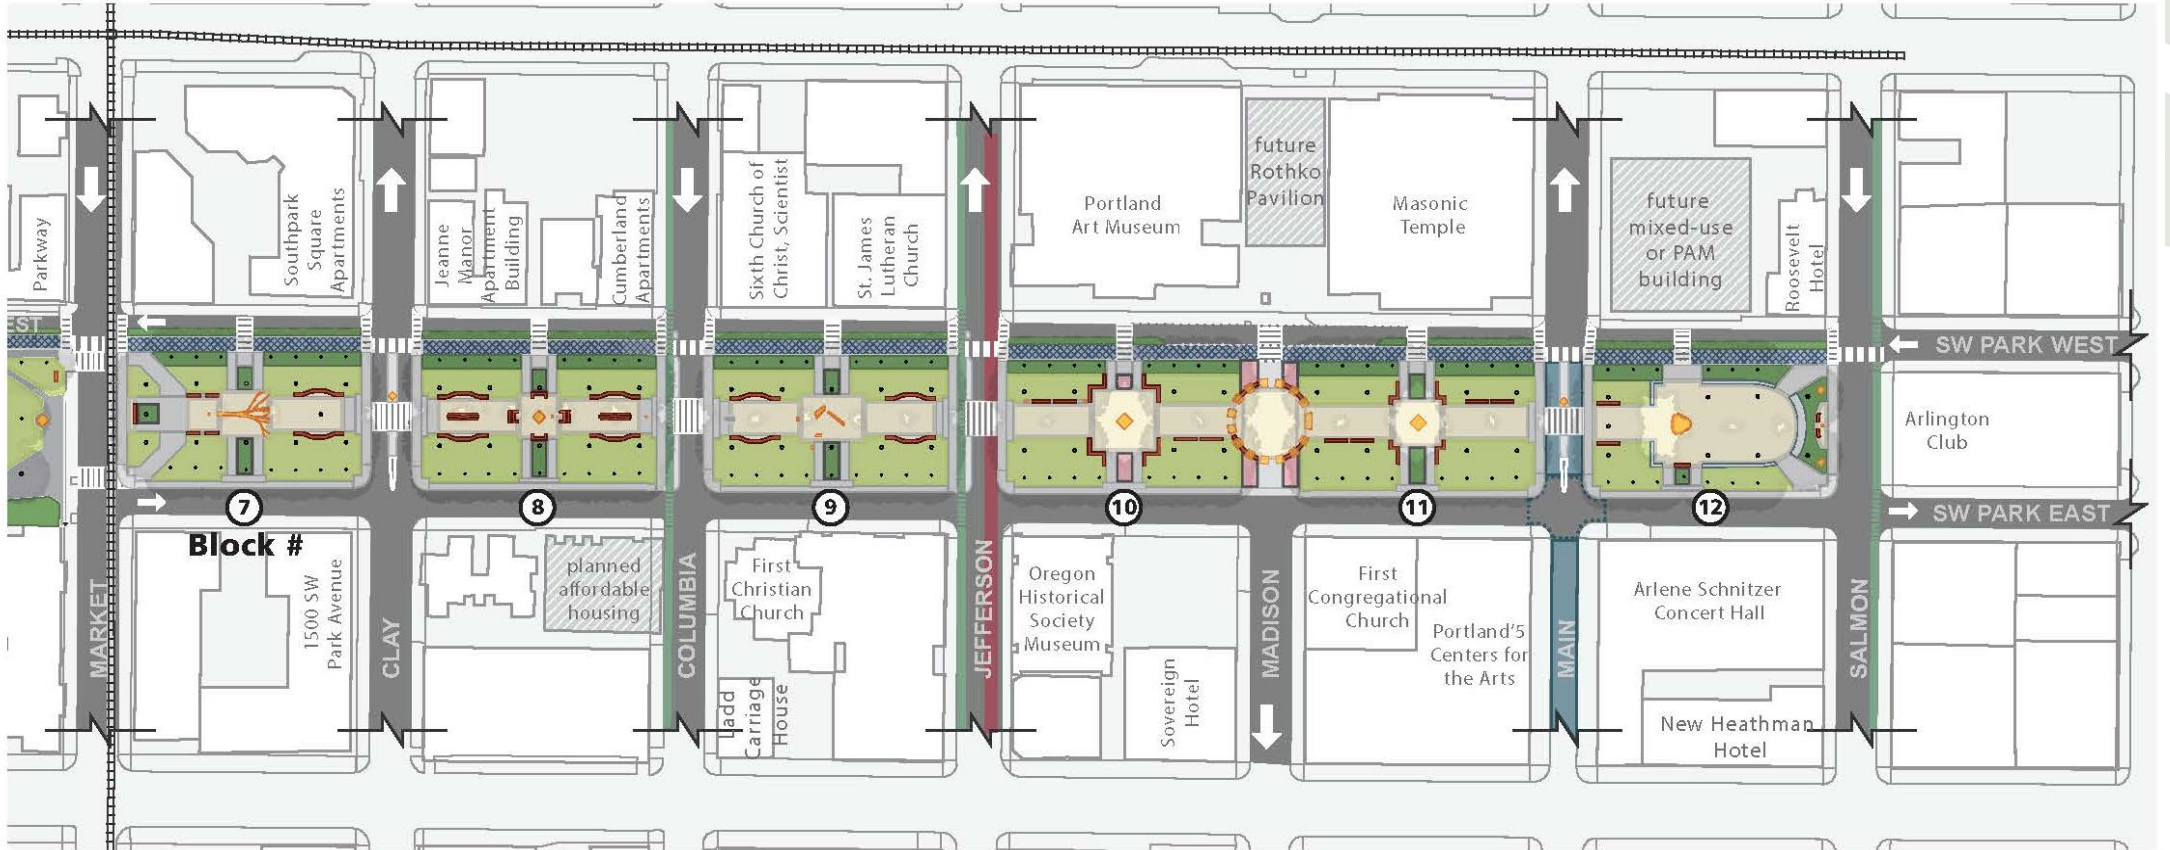 Parkway
Southpark
Square
Apartments
Jeanne
Manor
Apartment
Building
Cumberland
Apartments
Sixth Church of
Christ, Scientist
St. James
Lutheran
Church
Portland
Art Museum
future
Rothko
Pavilion
Masonic
Temple
future
mixed-use
or PAM
building
Roosevelt
Hotel
EST
SW PARK WEST
Arlington
Club
7
8
9
10
11
12
SW PARK EAST
Block #
MARKET
1500 SW
Park Avenue
CLAY
planned
affordable
housing
COLUMBIA
First
Christian
Church
Ladd
Carriage
House
JEFFERSON
Oregon
Historical
Society
Museum
Sovereign
Hotel
MADISON
First
Congregational
Church
Portland's
Centers for
the Arts
MAIN
Arlene Schnitzer
Concert Hall
New Heathman
Hotel
SALMON